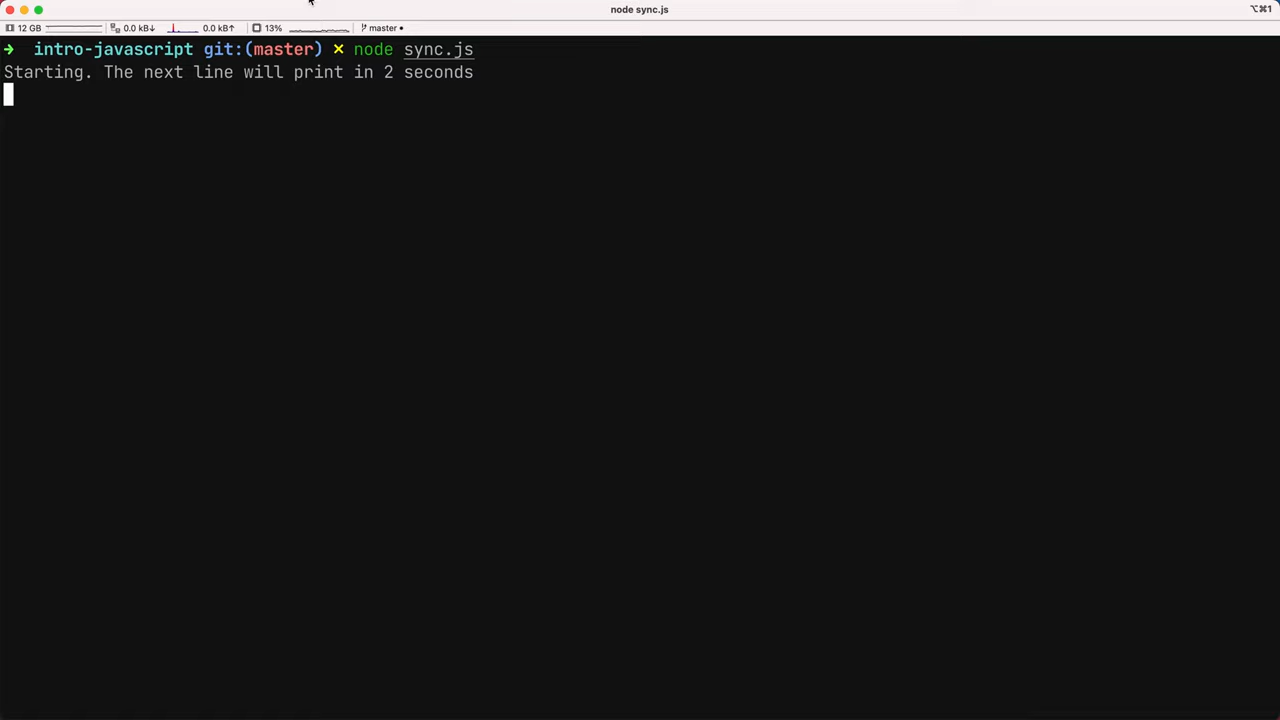 node sync.js
⌥⌘1
12 GB 0.0 kB↓ 0.0 kB↑ 13% master •
➜ intro-javascript git:(master) ✗ node sync.js
Starting. The next line will print in 2 seconds